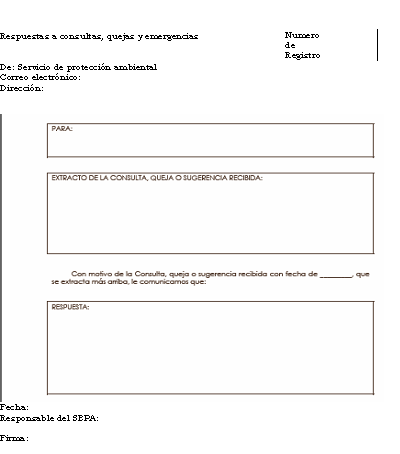 Respuestas a consultas, quejas y emergencias
Numero
de
Registro
De: Servicio de protección ambiental
Correo electrónico:
Dirección:
PARA:
EXTRACTO DE LA CONSULTA, QUEJA O SUGERENCIA RECIBIDA:
Con motivo de la Consulta, queja o sugerencia recibida con fecha de ________, que
se extracta más arriba, le comunicamos que:
RESPUESTA:
Fecha:
Responsable del SEPA:
Firma: